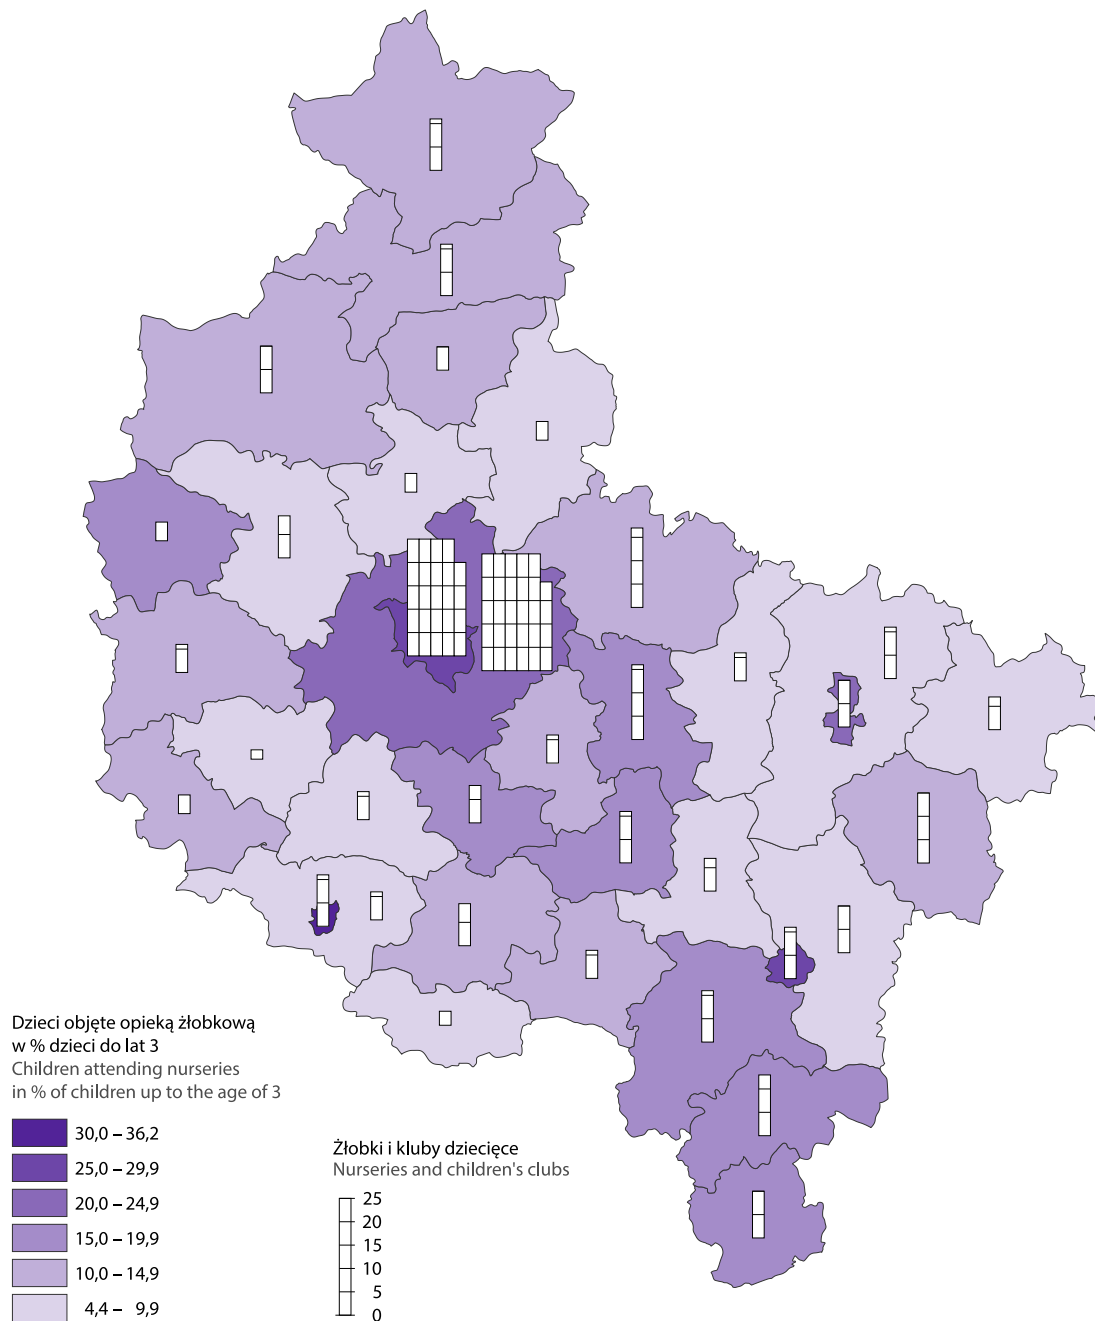 Dzieci objęte opieką żłobkową
w % dzieci do lat 3
Children attending nurseries
in % of children up to the age of 3
30,0 – 36,2
25,0 – 29,9
20,0 – 24,9
15,0 – 19,9
10,0 – 14,9
4,4 – 9,9
Żłobki i kluby dziecięce
Nurseries and children's clubs
25
20
15
10
5
0